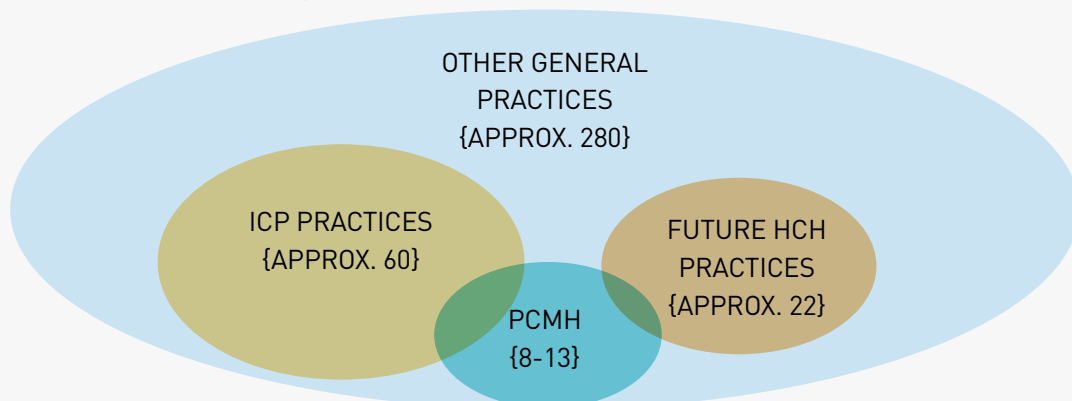 OTHER GENERAL
PRACTICES
{APPROX. 280}
ICP PRACTICES
{APPROX. 60}
FUTURE HCH
PRACTICES
{APPROX. 22}
PCMH
{8-13}